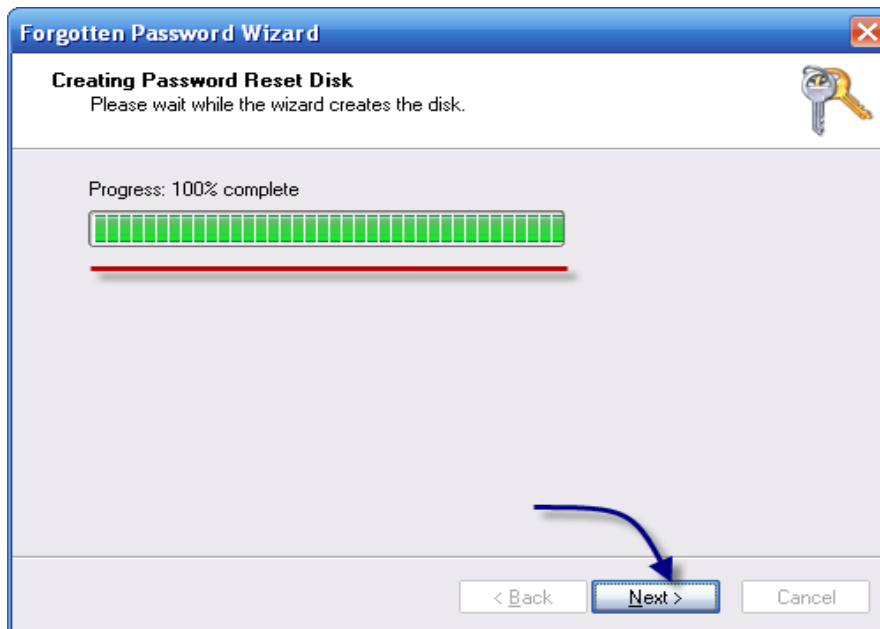 Forgotten Password Wizard
Creating Password Reset Disk
Please wait while the wizard creates the disk.
Progress: 100% complete
< Back
Next >
Cancel